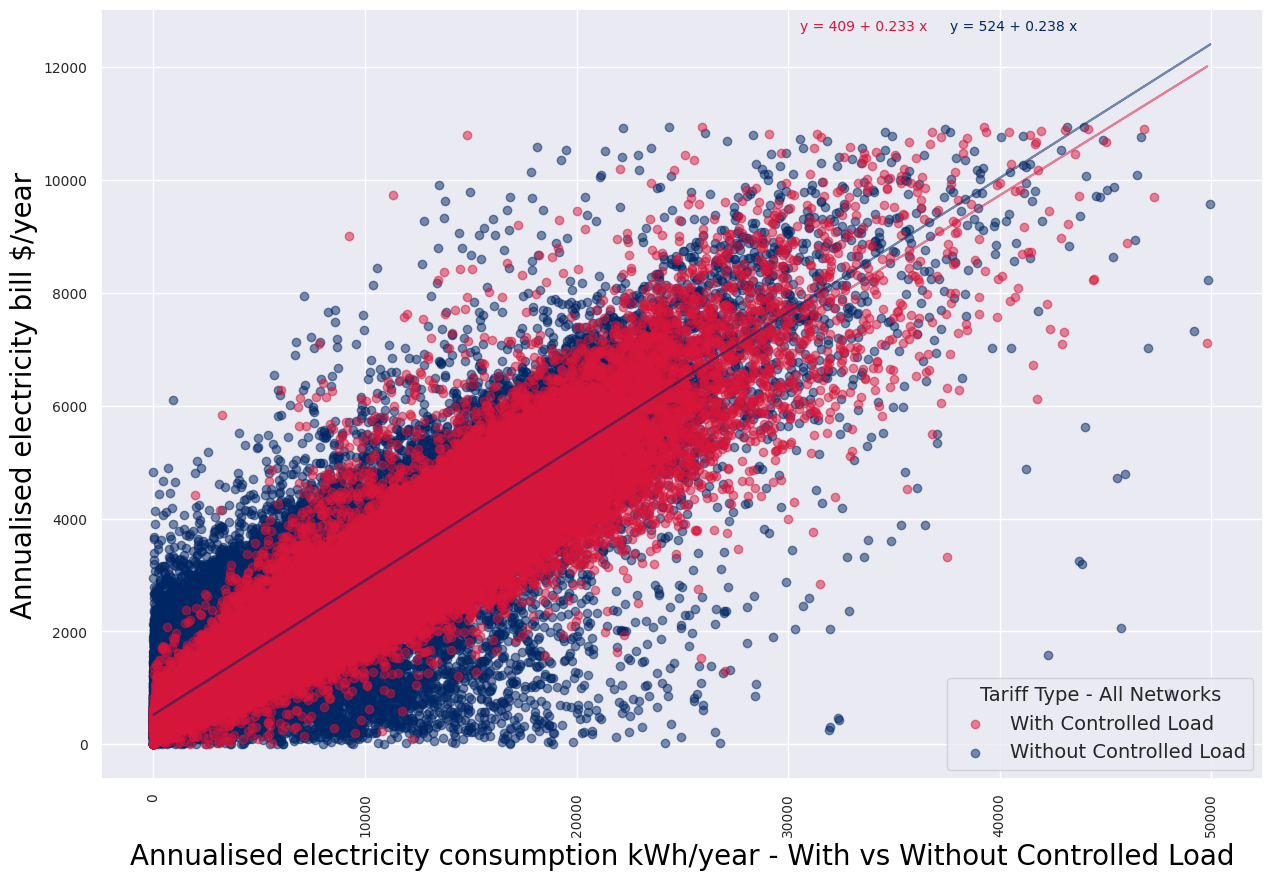 y = 409 + 0.233 x y = 524 + 0.238 x
Annualised electricity bill $/year
12000
10000
8000
6000
4000
2000
0
Tariff Type - All Networks
With Controlled Load
Without Controlled Load
0 10000 20000 30000 40000 50000
Annualised electricity consumption kWh/year - With vs Without Controlled Load